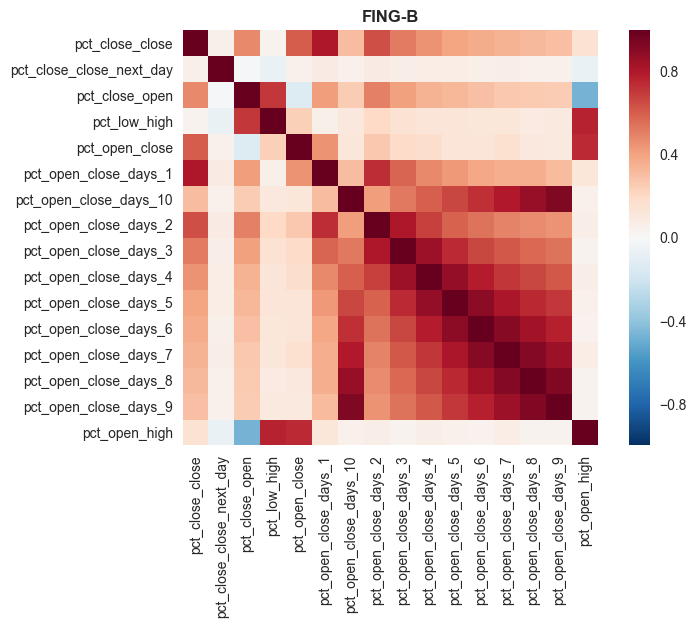 FING-B
pct_close_close
pct_close_close_next_day
pct_close_open
pct_low_high
pct_open_close
pct_open_close_days_1
pct_open_close_days_10
pct_open_close_days_2
pct_open_close_days_3
pct_open_close_days_4
pct_open_close_days_5
pct_open_close_days_6
pct_open_close_days_7
pct_open_close_days_8
pct_open_close_days_9
pct_open_high
0.8
0.4
0.0
−0.4
−0.8
pct_close_close
pct_close_close_next_day
pct_close_open
pct_low_high
pct_open_close
pct_open_close_days_1
pct_open_close_days_10
pct_open_close_days_2
pct_open_close_days_3
pct_open_close_days_4
pct_open_close_days_5
pct_open_close_days_6
pct_open_close_days_7
pct_open_close_days_8
pct_open_close_days_9
pct_open_high